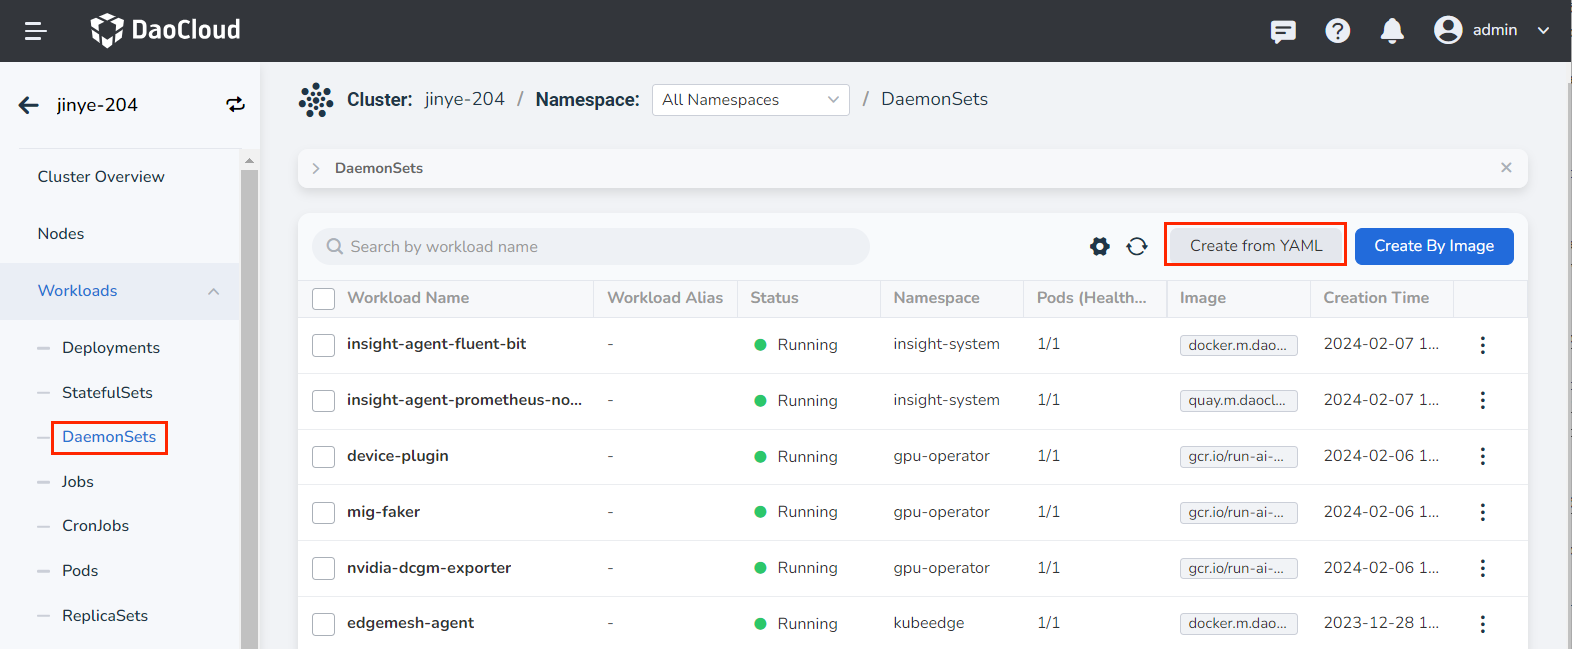 DaoCloud
admin
jinye-204
Cluster: jinye-204 / Namespace: All Namespaces / DaemonSets
Cluster Overview
Nodes
Workloads
Deployments
StatefulSets
DaemonSets
Jobs
CronJobs
Pods
ReplicaSets
DaemonSets
Search by workload name
Create from YAML
Create By Image
Workload Name Workload Alias Status Namespace Pods (Health... Image Creation Time
insight-agent-fluent-bit - Running insight-system 1/1 docker.m.dao... 2024-02-07 1...
insight-agent-prometheus-no... - Running insight-system 1/1 quay.m.daocl... 2024-02-07 1...
device-plugin - Running gpu-operator 1/1 gcr.io/run-ai-... 2024-02-06 1...
mig-faker - Running gpu-operator 1/1 gcr.io/run-ai-... 2024-02-06 1...
nvidia-dcgm-exporter - Running gpu-operator 1/1 gcr.io/run-ai-... 2024-02-06 1...
edgemesh-agent - Running kubeedge 1/1 docker.m.dao... 2023-12-28 1...